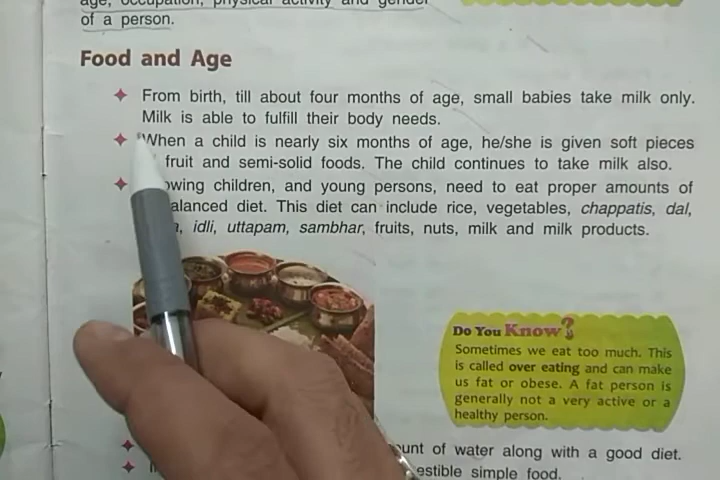 age, occupation, physical activity and gender
of a person.
Food and Age
From birth, till about four months of age, small babies take milk only.
Milk is able to fulfill their body needs.
When a child is nearly six months of age, he/she is given soft pieces
fruit and semi-solid foods. The child continues to take milk also.
owing children, and young persons, need to eat proper amounts of
alanced diet. This diet can include rice, vegetables, chappatis, dal,
a, idli, uttapam, sambhar, fruits, nuts, milk and milk products.
Do You Know?
Sometimes we eat too much. This
is called over eating and can make
us fat or obese. A fat person is
generally not a very active or a
healthy person.
ount of water along with a good diet.
estible simple food.